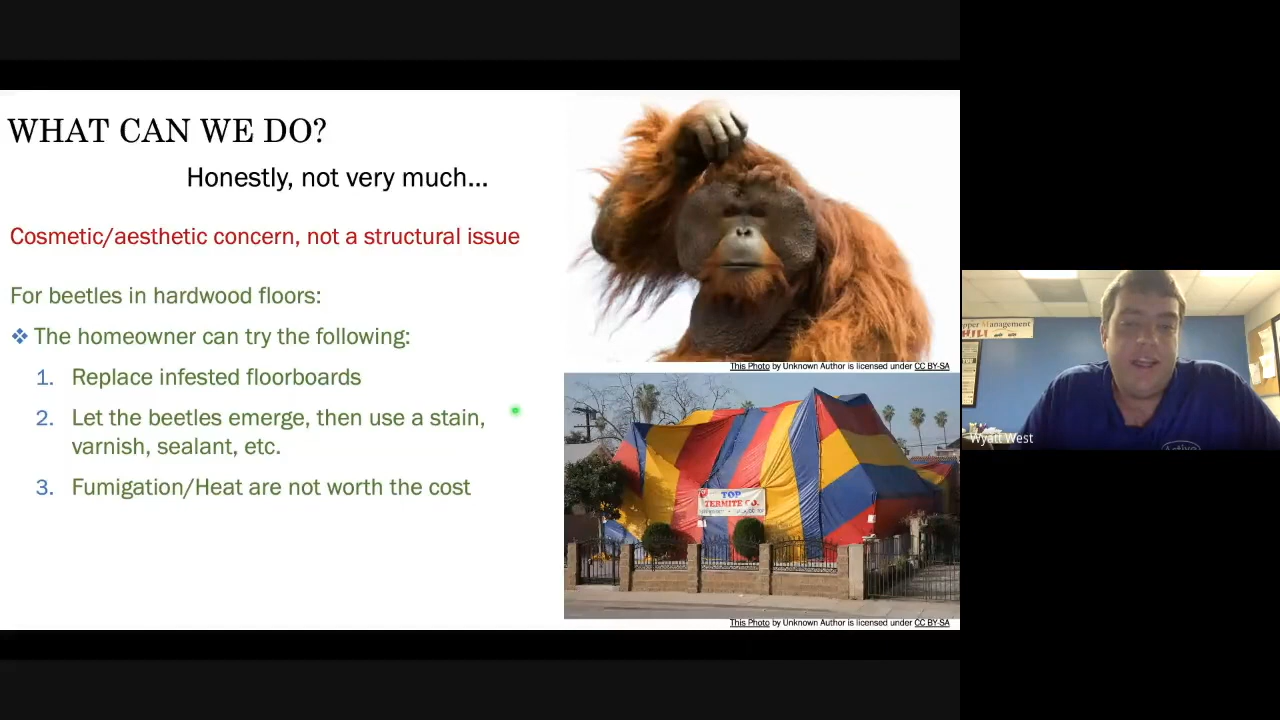 WHAT CAN WE DO?
Honestly, not very much...
Cosmetic/aesthetic concern, not a structural issue
For beetles in hardwood floors:
❖ The homeowner can try the following:
1. Replace infested floorboards
2. Let the beetles emerge, then use a stain,
varnish, sealant, etc.
3. Fumigation/Heat are not worth the cost
This Photo by Unknown Author is licensed under CC BY-SA
TOP
TERMITE CO.
This Photo by Unknown Author is licensed under CC BY-SA
Management
Wyatt West
Active